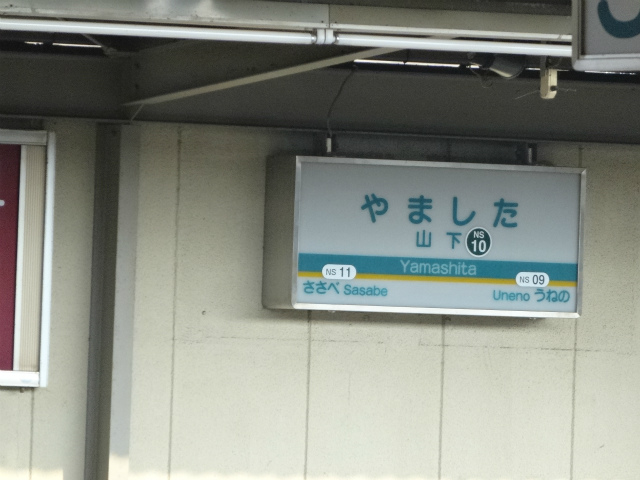 やました
山下 NS 10
Yamashita
NS 11
NS 09
ささべ Sasabe
Uneno うねの